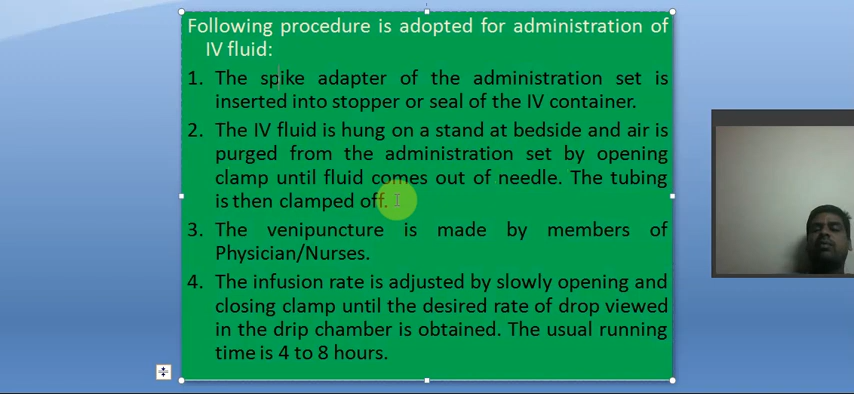 Following procedure is adopted for administration of
IV fluid:
1. The spike adapter of the administration set is
inserted into stopper or seal of the IV container.
2. The IV fluid is hung on a stand at bedside and air is
purged from the administration set by opening
clamp until fluid comes out of needle. The tubing
is then clamped off.
3. The venipuncture is made by members of
Physician/Nurses.
4. The infusion rate is adjusted by slowly opening and
closing clamp until the desired rate of drop viewed
in the drip chamber is obtained. The usual running
time is 4 to 8 hours.